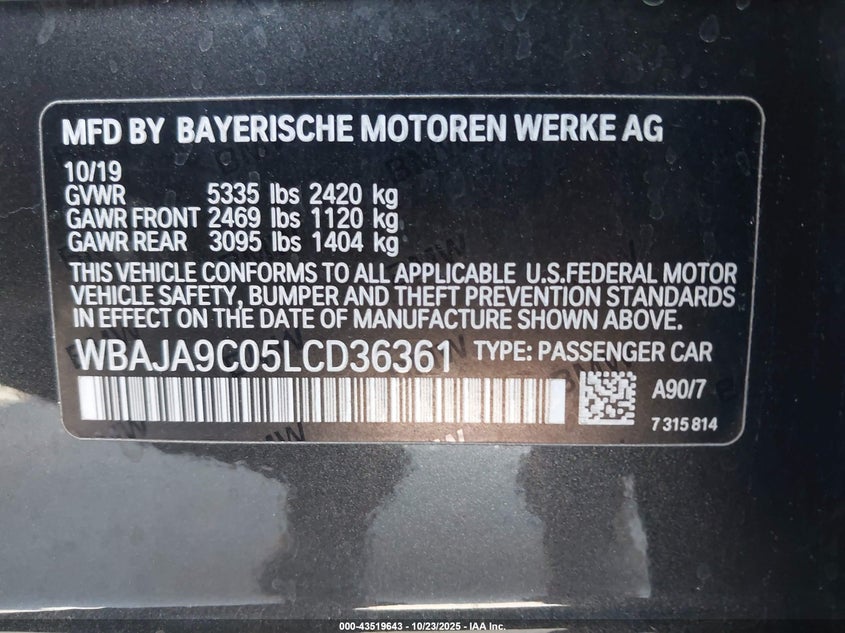 MFD BY BAYERISCHE MOTOREN WERKE AG
10/19
GVWR 5335 lbs 2420 kg
GAWR FRONT 2469 lbs 1120 kg
GAWR REAR 3095 lbs 1404 kg
THIS VEHICLE CONFORMS TO ALL APPLICABLE U.S.FEDERAL MOTOR
VEHICLE SAFETY, BUMPER AND THEFT PREVENTION STANDARDS
IN EFFECT ON THE DATE OF MANUFACTURE SHOWN ABOVE.
WBAJA9C05LCD36361 TYPE: PASSENGER CAR
A90/7
7 315 814
000-43519643 - 10/23/2025 - IAA Inc.